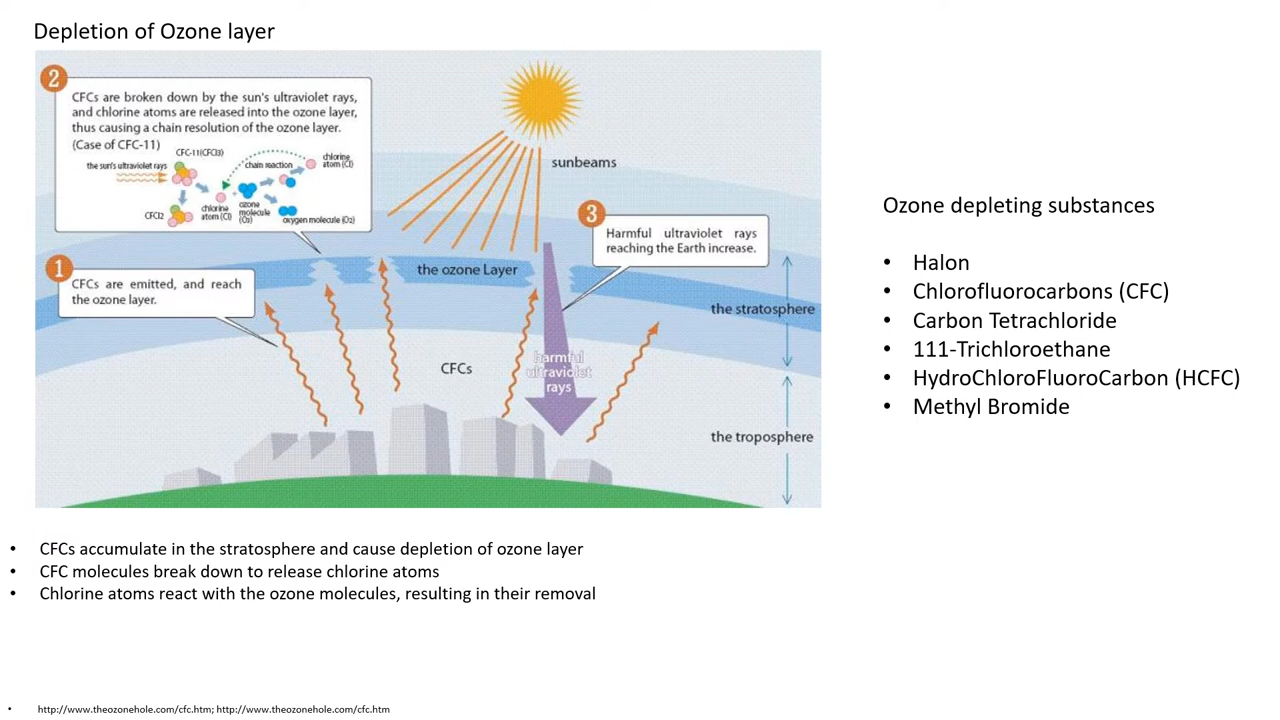 Depletion of Ozone layer
2
CFCs are broken down by the sun's ultraviolet rays,
and chlorine atoms are released into the ozone layer,
thus causing a chain resolution of the ozone layer.
(Case of CFC-11)
CFC-11(CFCl3)
the sun's ultraviolet rays
chain reaction
chlorine
atom (Cl)
CFCl2
chlorine
atom (Cl)
+
ozone
molecule
(O3)
oxygen molecule (O2)
sunbeams
3
Harmful ultraviolet rays
reaching the Earth increase.
1
CFCs are emitted, and reach
the ozone layer.
the ozone Layer
the stratosphere
CFCs
harmful
ultraviolet
rays
the troposphere
Ozone depleting substances
• Halon
• Chlorofluorocarbons (CFC)
• Carbon Tetrachloride
• 111-Trichloroethane
• HydroChloroFluoroCarbon (HCFC)
• Methyl Bromide
• CFCs accumulate in the stratosphere and cause depletion of ozone layer
• CFC molecules break down to release chlorine atoms
• Chlorine atoms react with the ozone molecules, resulting in their removal
• http://www.theozonehole.com/cfc.htm; http://www.theozonehole.com/cfc.htm